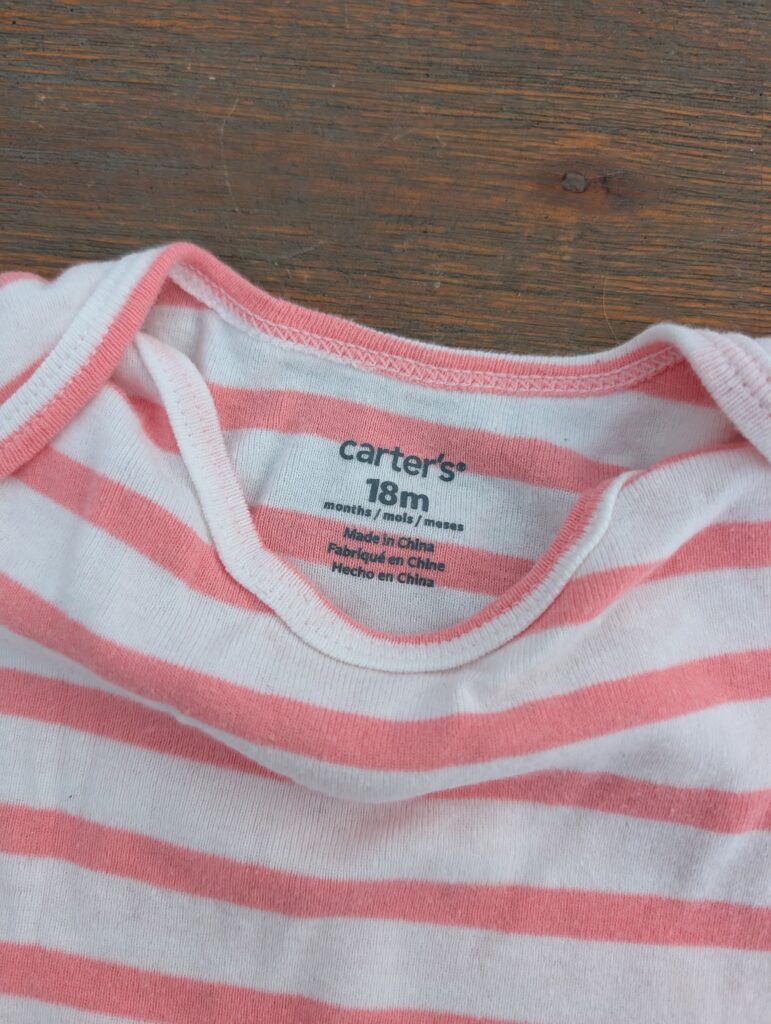 carter's®
18m
months / mois / meses
Made in China
Fabriqué en Chine
Hecho en China